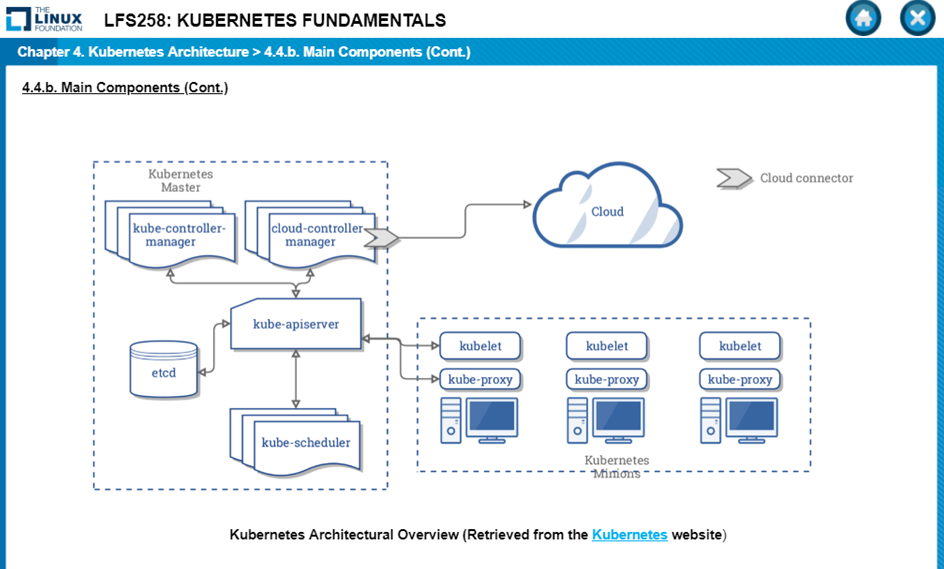 THE
LINUX
FOUNDATION
LFS258: KUBERNETES FUNDAMENTALS
Chapter 4. Kubernetes Architecture > 4.4.b. Main Components (Cont.)
4.4.b. Main Components (Cont.)
Kubernetes
Master
kube-controller-
manager
cloud-controller
manager
Cloud
Cloud connector
kube-apiserver
etcd
kube-scheduler
kubelet
kubelet
kubelet
kube-proxy
kube-proxy
kube-proxy
Kubernetes
Minions
Kubernetes Architectural Overview (Retrieved from the Kubernetes website)